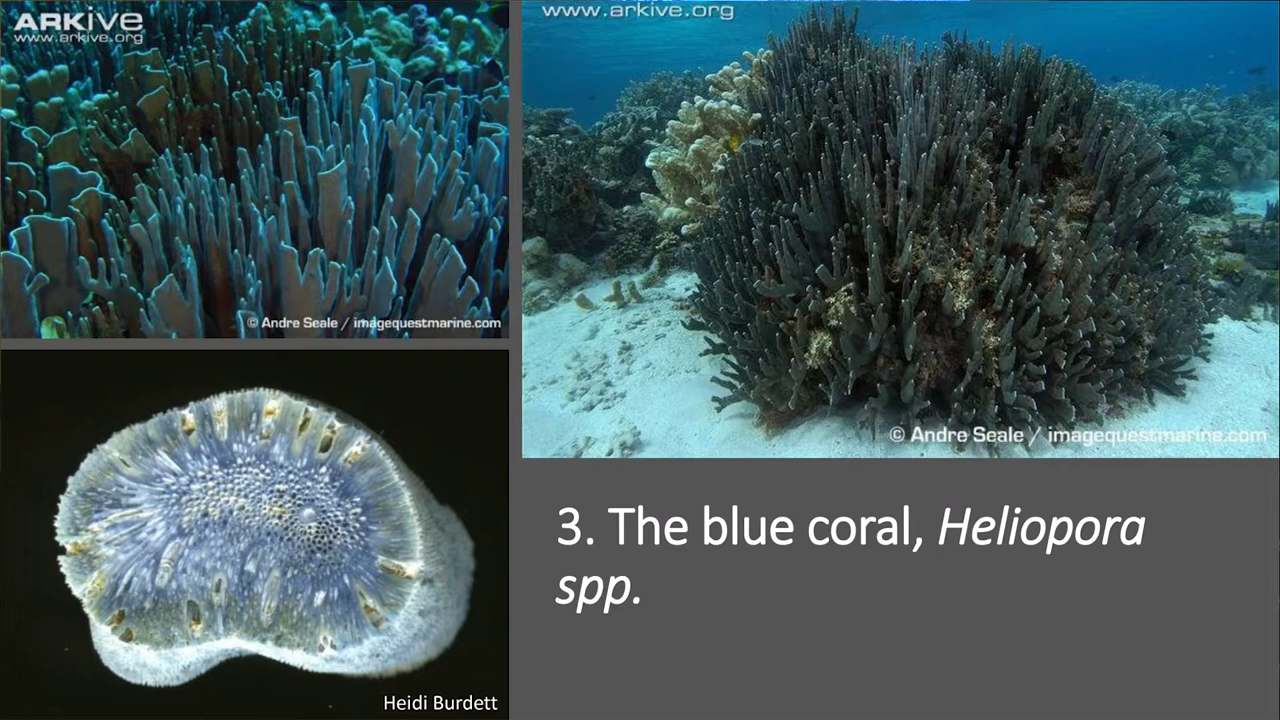 ARKive
www.arkive.org
© Andre Seale / imagequestmarine.com
www.arkive.org
© Andre Seale / imagequestmarine.com
3. The blue coral, Heliopora
spp.
Heidi Burdett